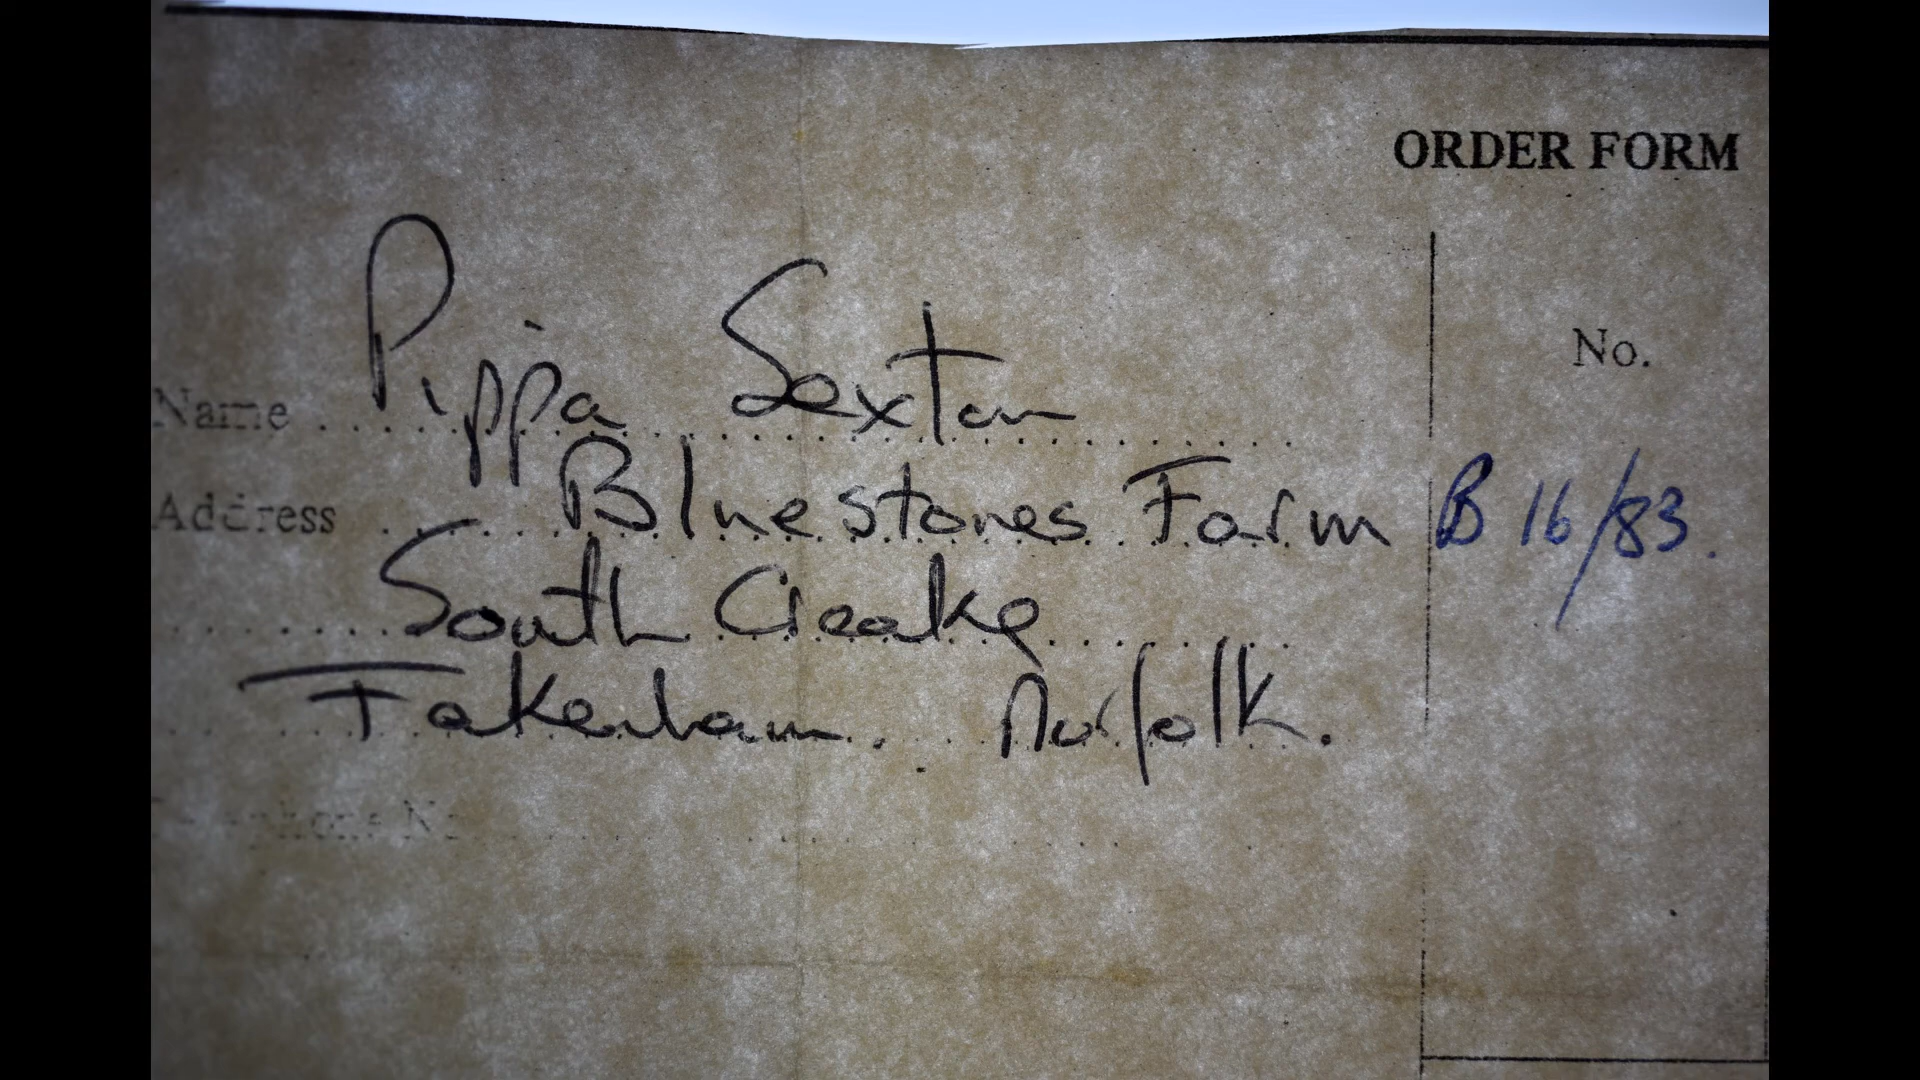 ORDER FORM
No.
Name Pippa Sexton
Address Bluestones Farm B 16/83.
South Creake
Fakenham. Norfolk.